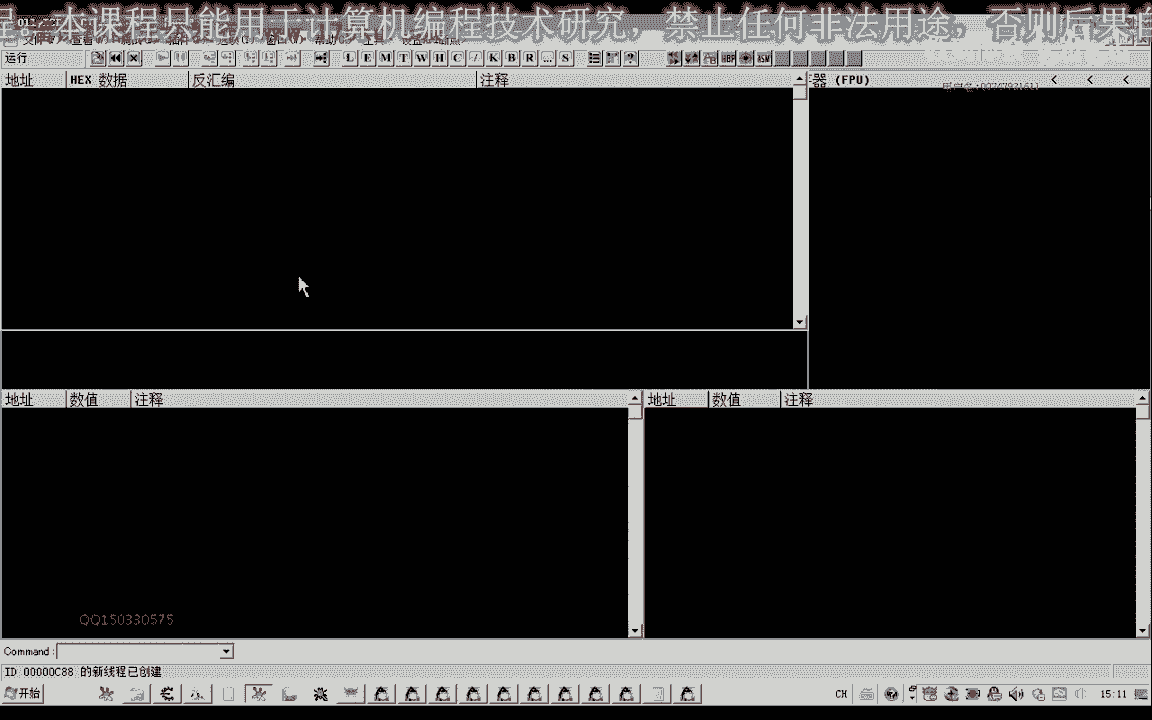 本课程只能用于计算机编程技术研究，禁止任何非法用途，否则后果自
运行 L E M T W H C / K B R ... S
地址 HEX 数据 反汇编 注释 器 (FPU) < < <
地址 数值 注释 地址 数值 注释
QQ150330575
Command:
ID 00000C88 的新线程已创建
开始 CH 15:11